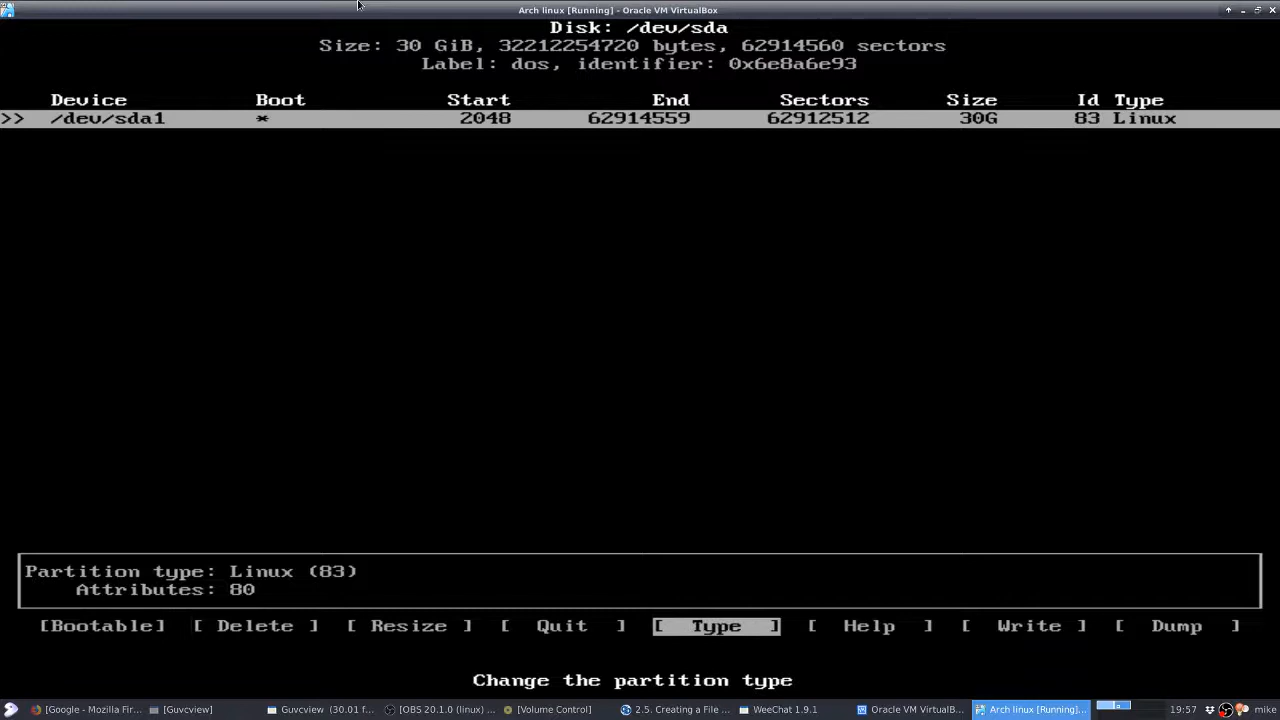 Arch linux [Running] - Oracle VM VirtualBox
Disk: /dev/sda
Size: 30 GiB, 32212254720 bytes, 62914560 sectors
Label: dos, identifier: 0x6e8a6e93
Device Boot Start End Sectors Size Id Type
>> /dev/sda1 * 2048 62914559 62912512 30G 83 Linux
Partition type: Linux (83)
Attributes: 80
[Bootable] [ Delete ] [ Resize ] [ Quit ] [ Type ] [ Help ] [ Write ] [ Dump ]
Change the partition type
[Google - Mozilla Fir... [Guvcview] Guvcview (30.01 f... [OBS 20.1.0 (linux) ... [Volume Control] 2.5. Creating a File ... WeeChat 1.9.1 Oracle VM VirtualB... Arch linux [Running]... 19:57 mike